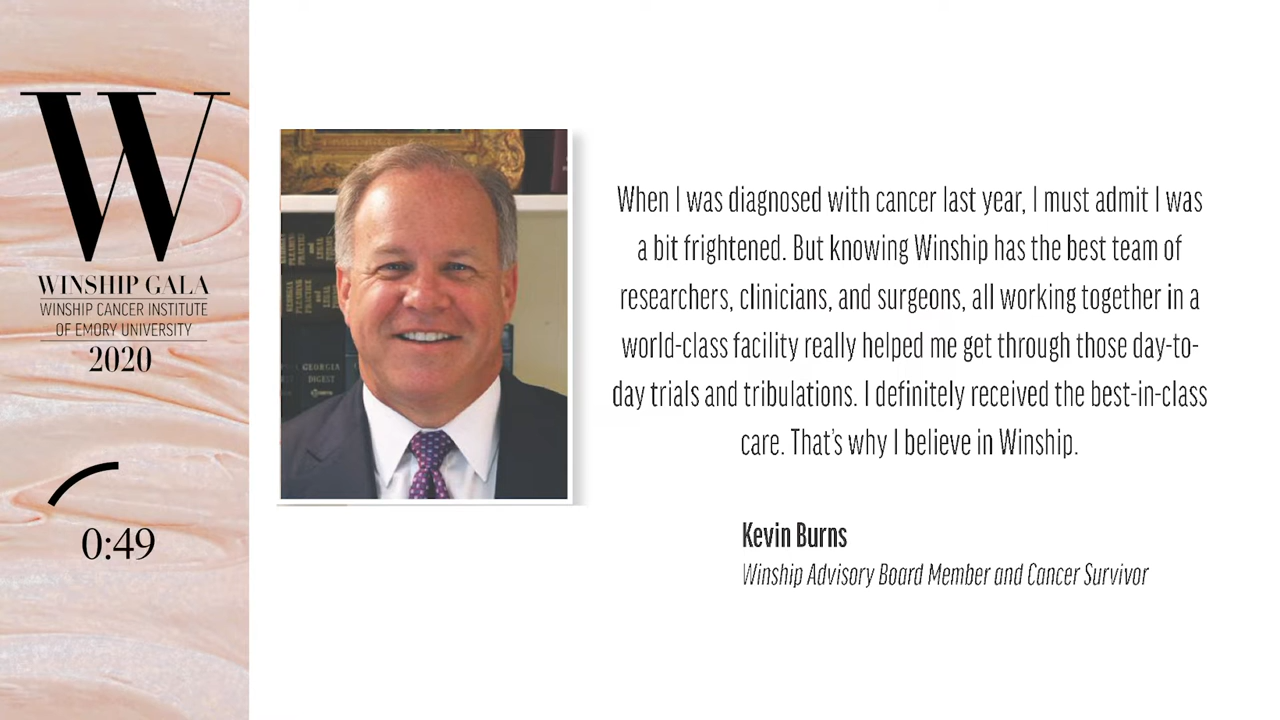 W
WINSHIP GALA
WINSHIP CANCER INSTITUTE
OF EMORY UNIVERSITY
2020
0:49
GEORGIA
DIGEST
When I was diagnosed with cancer last year, I must admit I was
a bit frightened. But knowing Winship has the best team of
researchers, clinicians, and surgeons, all working together in a
world-class facility really helped me get through those day-to-
day trials and tribulations. I definitely received the best-in-class
care. That's why I believe in Winship.
Kevin Burns
Winship Advisory Board Member and Cancer Survivor